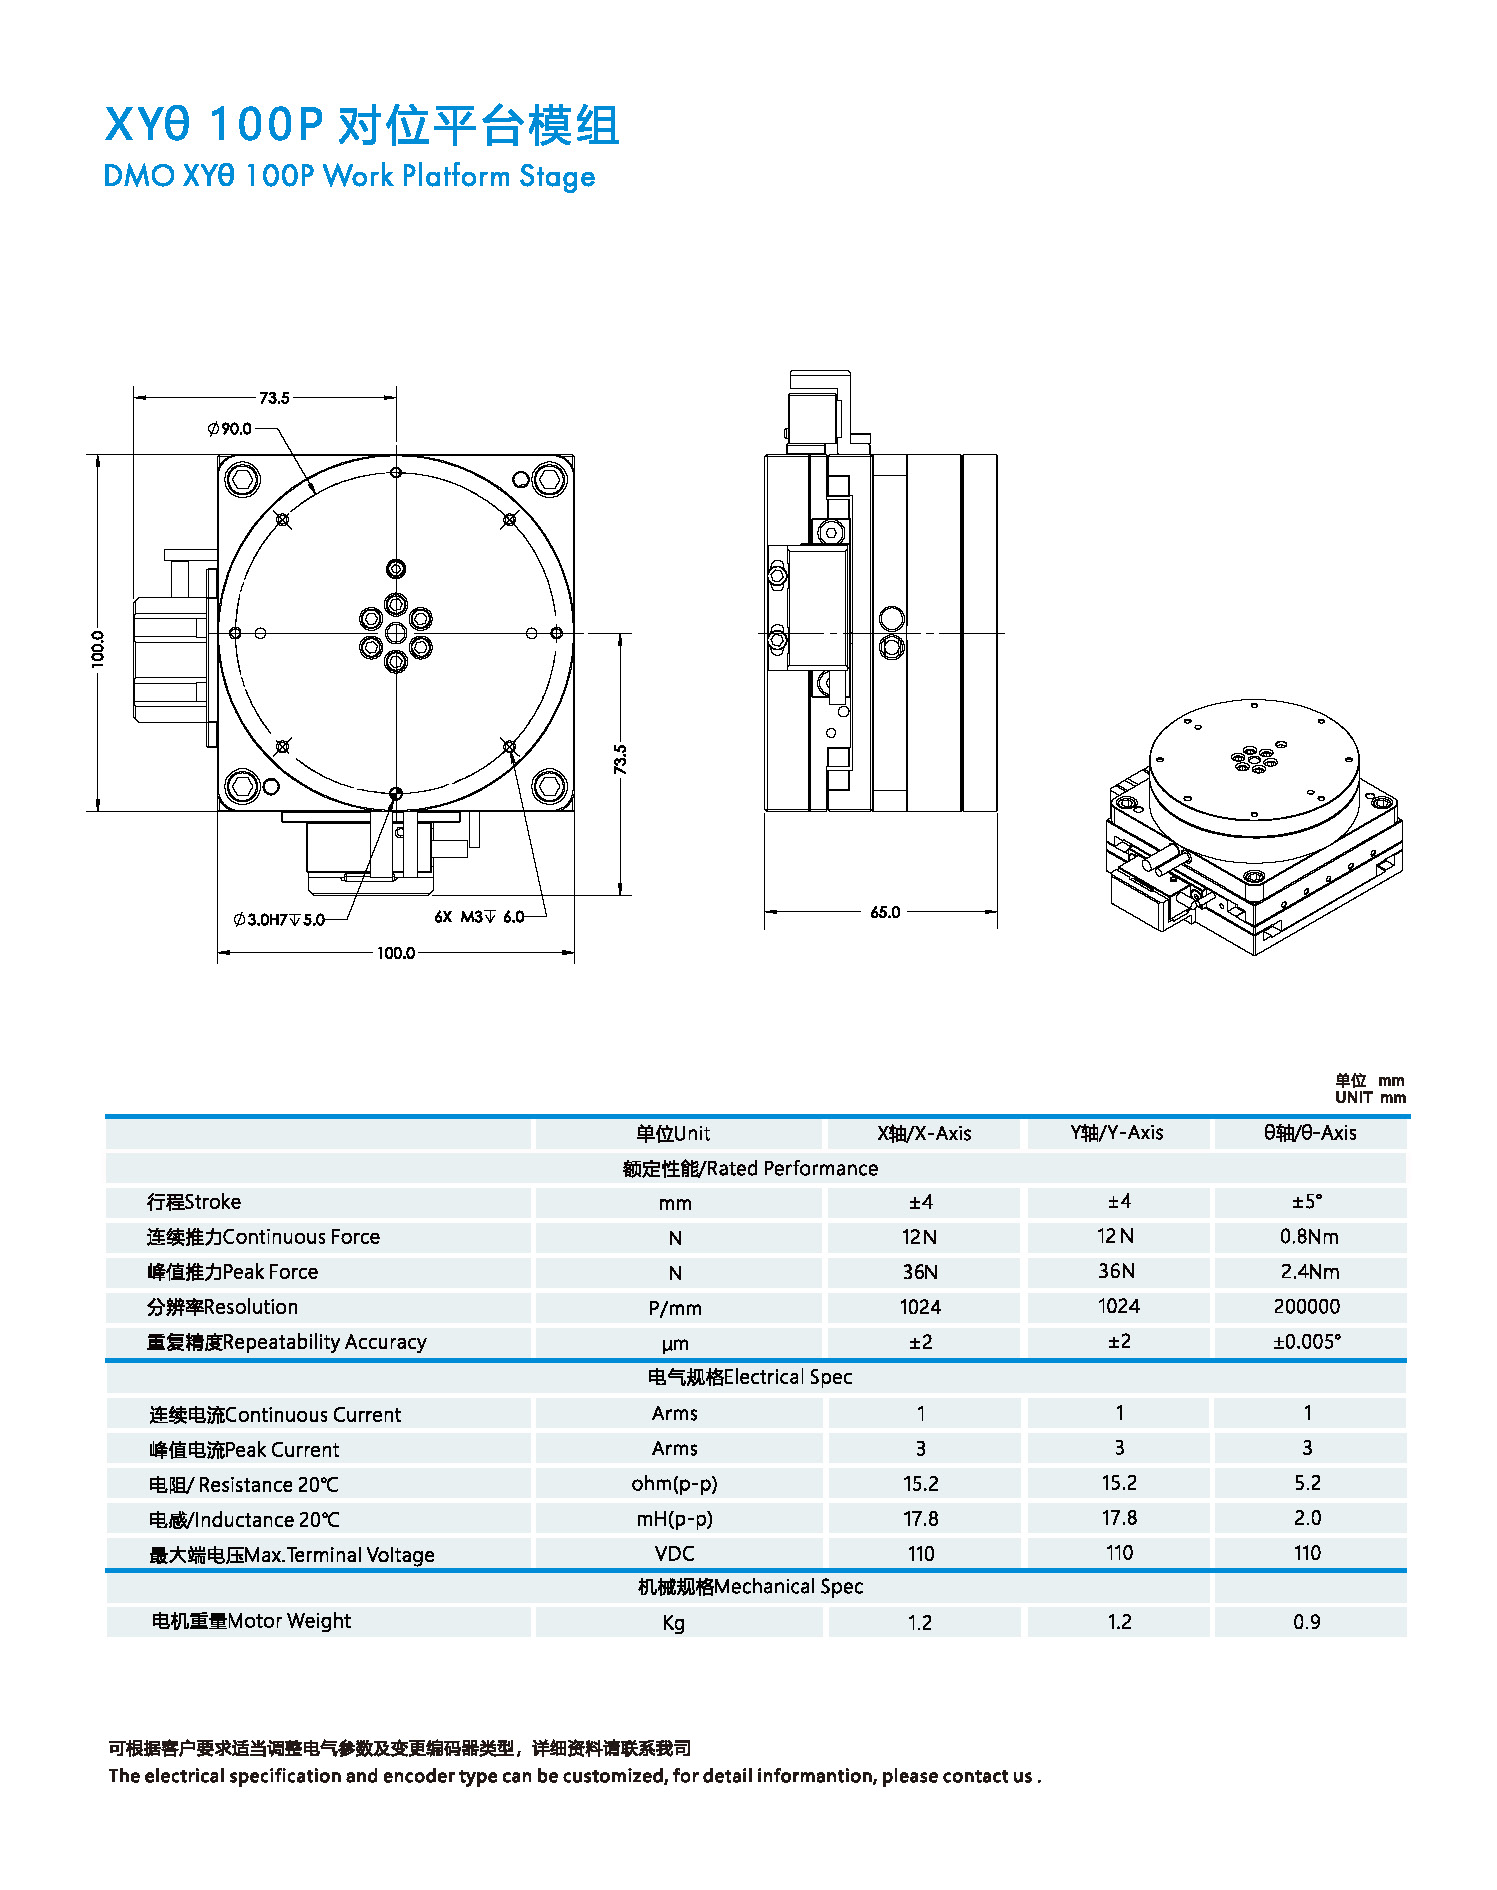 XYθ 100P 对位平台模组
DMO XYθ 100P Work Platform Stage
73.5
∅90.0
100.0
73.5
∅3.0H7↧5.0
6X M3↧ 6.0
100.0
65.0
单位 mm
UNIT mm
单位Unit X轴/X-Axis Y轴/Y-Axis θ轴/θ-Axis
额定性能/Rated Performance
行程Stroke mm ±4 ±4 ±5°
连续推力Continuous Force N 12N 12N 0.8Nm
峰值推力Peak Force N 36N 36N 2.4Nm
分辨率Resolution P/mm 1024 1024 200000
重复精度Repeatability Accuracy μm ±2 ±2 ±0.005°
电气规格Electrical Spec
连续电流Continuous Current Arms 1 1 1
峰值电流Peak Current Arms 3 3 3
电阻/ Resistance 20℃ ohm(p-p) 15.2 15.2 5.2
电感/Inductance 20℃ mH(p-p) 17.8 17.8 2.0
最大端电压Max.Terminal Voltage VDC 110 110 110
机械规格Mechanical Spec
电机重量Motor Weight Kg 1.2 1.2 0.9
可根据客户要求适当调整电气参数及变更编码器类型，详细资料请联系我司
The electrical specification and encoder type can be customized, for detail informantion, please contact us .